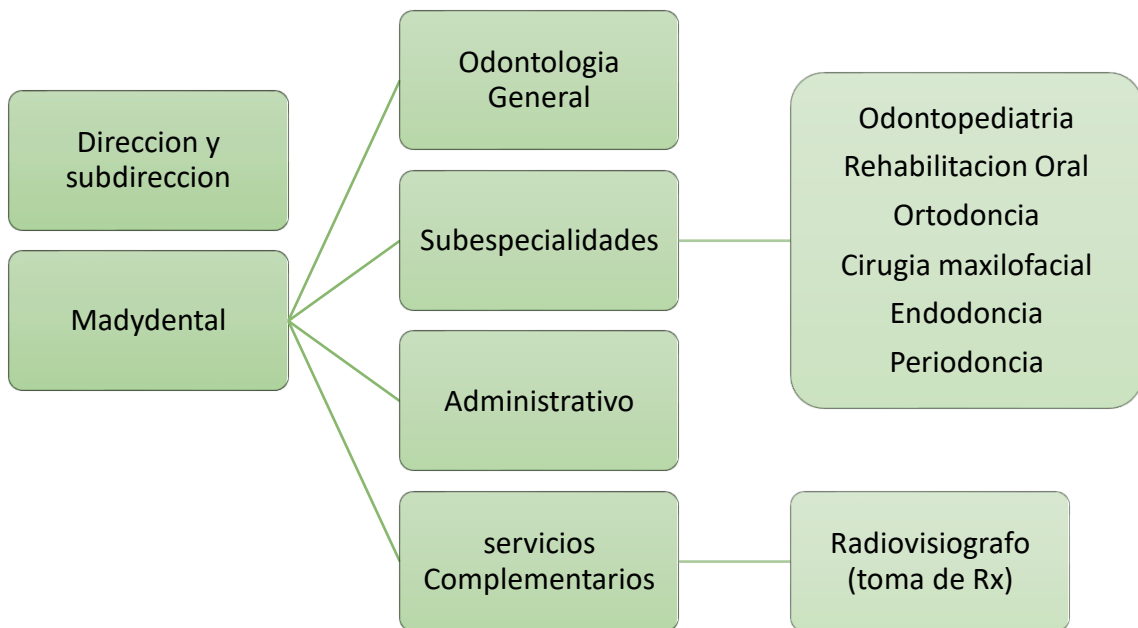 Direccion y
subdireccion
Madydental
Odontologia
General
Subespecialidades
Administrativo
servicios
Complementarios
Odontopediatria
Rehabilitacion Oral
Ortodoncia
Cirugia maxilofacial
Endodoncia
Periodoncia
Radiovisiografo
(toma de Rx)